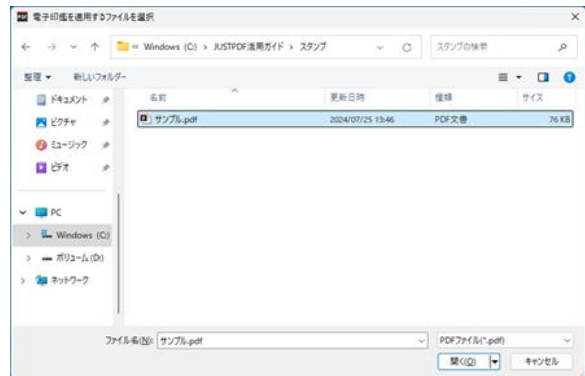 電子印鑑を適用するファイルを選択
Windows (C:) › JUSTPDF活用ガイド › スタンプ
スタンプの検索
整理 新しいフォルダー
名前 更新日時 種類 サイズ
ドキュメント
サンプル.pdf 2024/07/25 13:46 PDF文書 76 KB
ピクチャ
ミュージック
ビデオ
PC
Windows (C:)
ボリューム (D:)
ネットワーク
ファイル名(N): サンプル.pdf PDFファイル(*.pdf)
開く(O) キャンセル